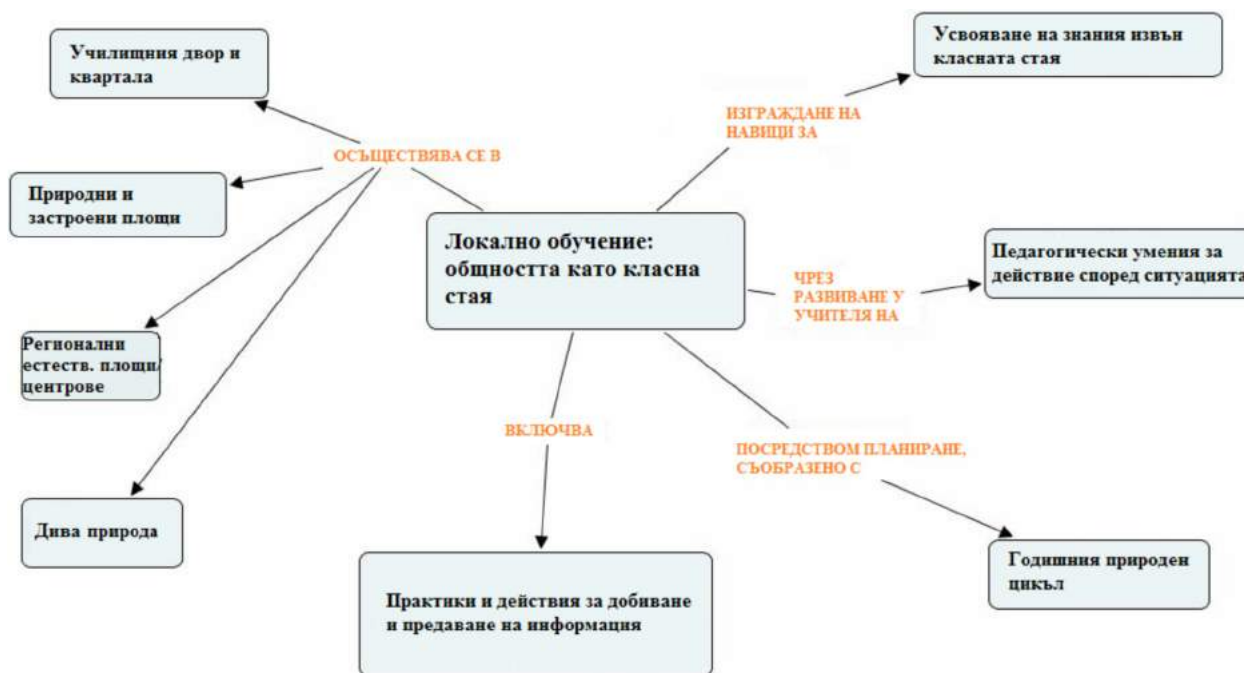 Училищния двор и
квартала
Усвояване на знания извън
класната стая
ИЗГРАЖДАНЕ НА
НАВИЦИ ЗА
ОСЪЩЕСТВЯВА СЕ В
Природни и
застроени площи
Локално обучение:
общността като класна
стая
Педагогически умения за
действие според ситуацията
ЧРЕЗ
РАЗВИВАНЕ У
УЧИТЕЛЯ НА
Регионални
естеств. площи/
центрове
ВКЛЮЧВА
ПОСРЕДСТВОМ ПЛАНИРАНЕ,
СЪОБРАЗЕНО С
Дива природа
Годишния природен
цикъл
Практики и действия за добиване
и предаване на информация